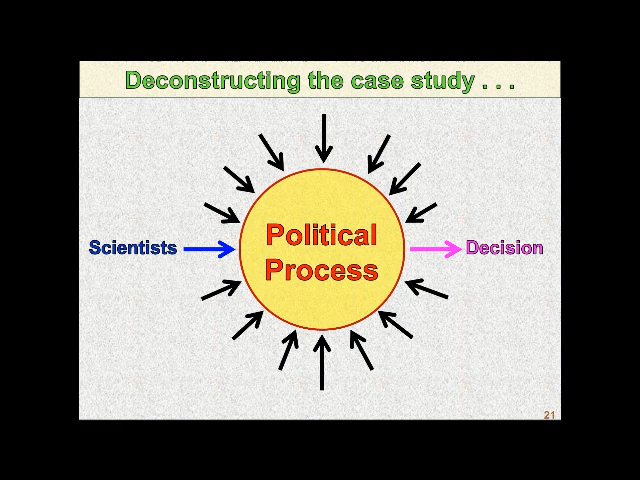 Deconstructing the case study . . .
Political
Process
Scientists
Decision
21